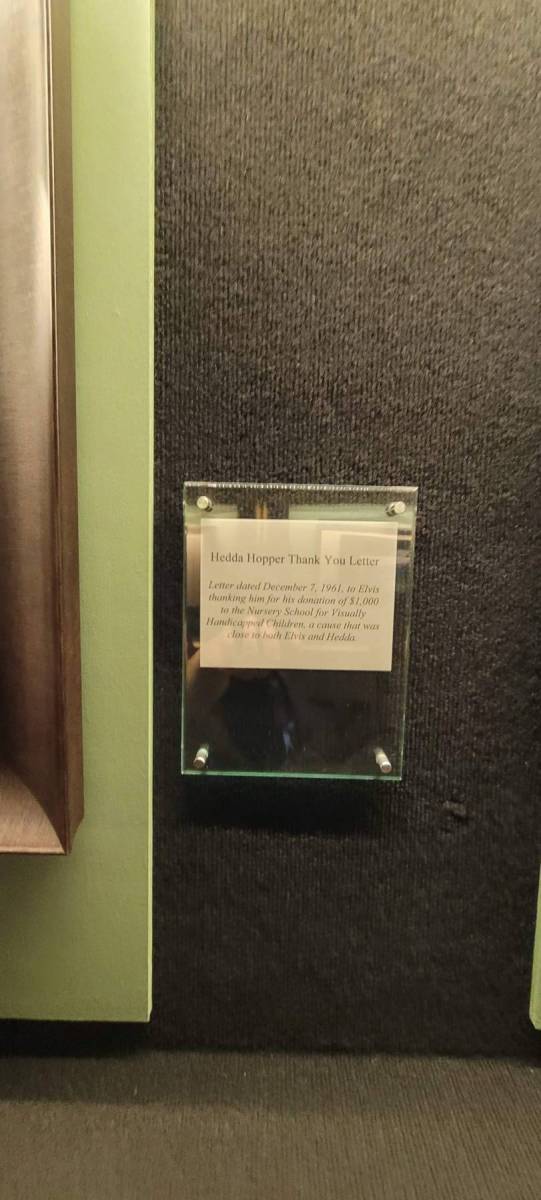 Hedda Hopper Thank You Letter
Letter dated December 7, 1961, to Elvis
thanking him for his donation of $1,000
to the Nursery School for Visually
Handicapped Children, a cause that was
close to both Elvis and Hedda.